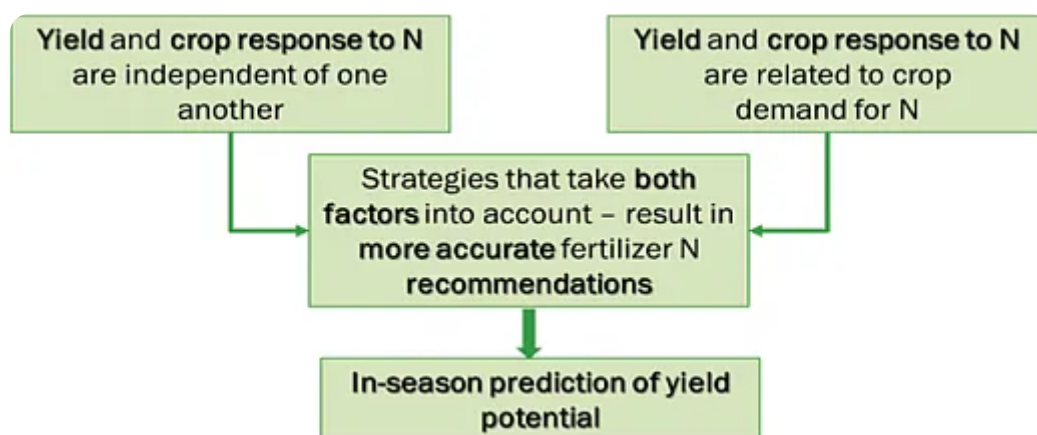 Yield and crop response to N
are independent of one
another
Yield and crop response to N
are related to crop
demand for N
Strategies that take both
factors into account – result in
more accurate fertilizer N
recommendations
In-season prediction of yield
potential